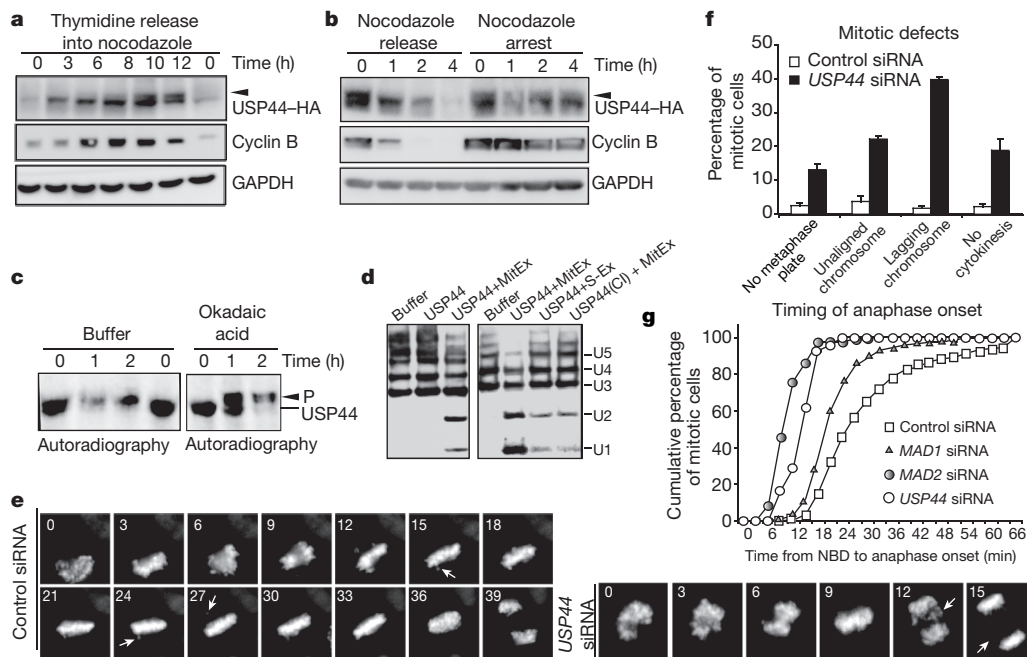 a
Thymidine release
into nocodazole
0 3 6 8 10 12 0 Time (h)
USP44–HA
Cyclin B
GAPDH
b
Nocodazole release
Nocodazole arrest
0 1 2 4 0 1 2 4 Time (h)
USP44–HA
Cyclin B
GAPDH
f
Mitotic defects
Control siRNA
USP44 siRNA
Percentage of
mitotic cells
50
40
30
20
10
0
No metaphase
plate
Unaligned
chromosome
Lagging
chromosome
No
cytokinesis
c
Buffer
Okadaic
acid
0 1 2 0 0 1 2 Time (h)
P
USP44
Autoradiography
Autoradiography
d
Buffer
USP44
USP44+MitEx
Buffer
USP44+MitEx
USP44+S-Ex
USP44(CI) + MitEx
U5
U4
U3
U2
U1
g
Timing of anaphase onset
Cumulative percentage
of mitotic cells
100
80
60
40
20
0
Control siRNA
MAD1 siRNA
MAD2 siRNA
USP44 siRNA
0 6 12 18 24 30 36 42 48 54 60 66
Time from NBD to anaphase onset (min)
e
Control siRNA
0 3 6 9 12 15 18
21 24 27 30 33 36 39
USP44
siRNA
0 3 6 9 12 15